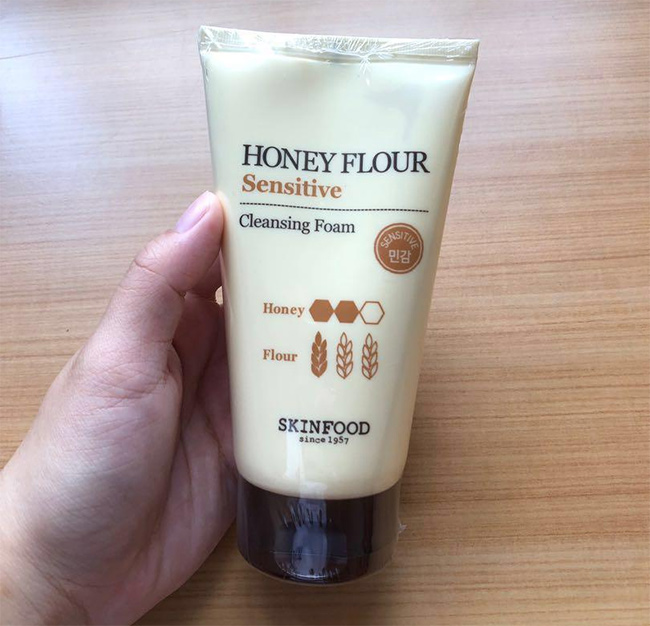 HONEY FLOUR
Sensitive
Cleansing Foam
SENSITIVE
민감
Honey
Flour
SKINFOOD
since 1957